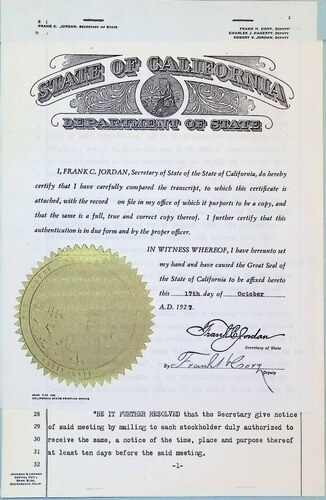 FRANK C. JORDAN, SECRETARY OF STATE
FRANK H. CORY, DEPUTY
CHARLES J. HAGERTY, DEPUTY
ROBERT V. JORDAN, DEPUTY
STATE OF CALIFORNIA
DEPARTMENT OF STATE
I, FRANK C. JORDAN, Secretary of State of the State of California, do hereby
certify that I have carefully compared the transcript, to which this certificate is
attached, with the record on file in my office of which it purports to be a copy, and
that the same is a full, true and correct copy thereof. I further certify that this
authentication is in due form and by the proper officer.
IN WITNESS WHEREOF, I have hereunto set
my hand and have caused the Great Seal of
the State of California to be affixed hereto
this 17th day of October
A.D. 1927.
Frank C Jordan
Secretary of State
By Frank H Cory
Deputy
CALIFORNIA STATE PRINTING OFFICE
28 "BE IT FURTHER RESOLVED that the Secretary give notice
29 of said meeting by mailing to each stockholder duly authorized to
30 receive the same, a notice of the time, place and purpose thereof
31 at least ten days before the said meeting.
32 -1-